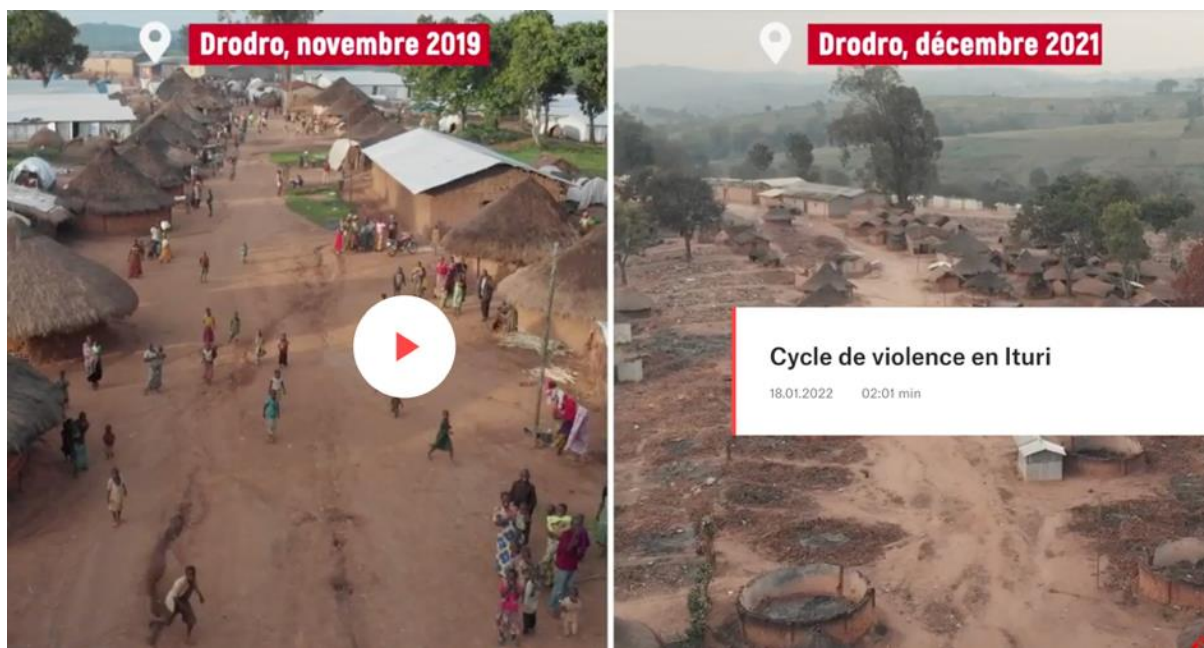 Drodro, novembre 2019
Drodro, décembre 2021
Cycle de violence en Ituri
18.01.2022 02:01 min